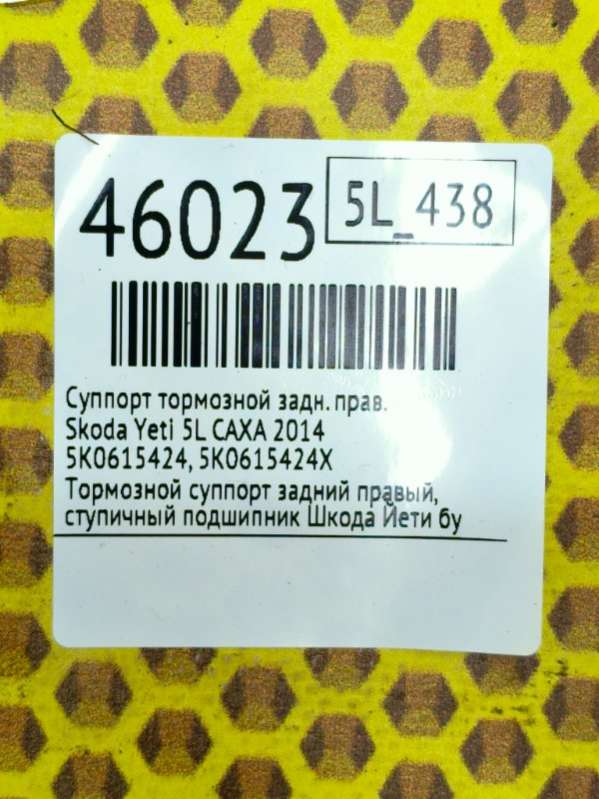 46023
5L_438
Суппорт тормозной задн. прав.
Skoda Yeti 5L CAXA 2014
5K0615424, 5K0615424X
Тормозной суппорт задний правый,
ступичный подшипник Шкода Йети бу